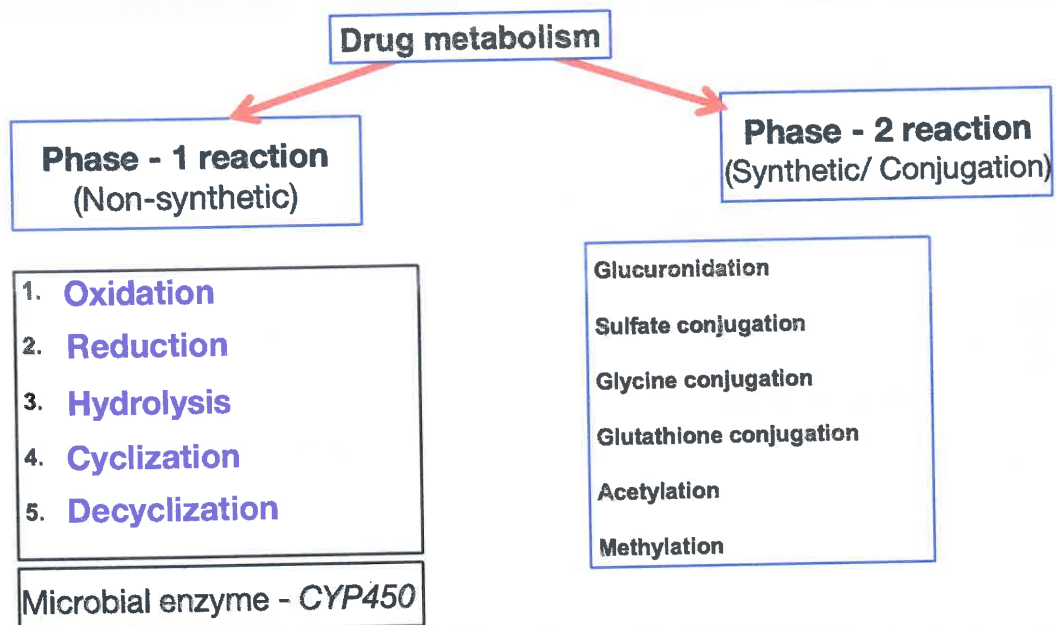 Drug metabolism
Phase - 1 reaction
(Non-synthetic)
Phase - 2 reaction
(Synthetic/ Conjugation)
1. Oxidation
2. Reduction
3. Hydrolysis
4. Cyclization
5. Decyclization
Microbial enzyme - CYP450
Glucuronidation
Sulfate conjugation
Glycine conjugation
Glutathione conjugation
Acetylation
Methylation